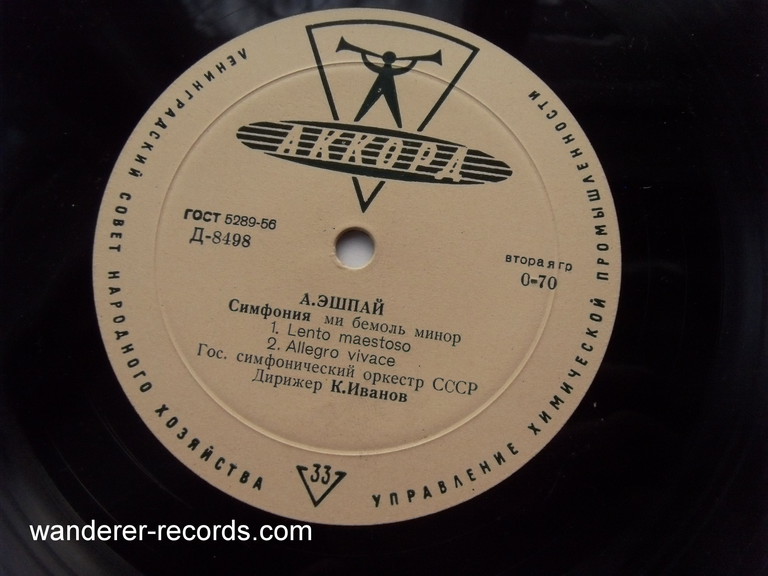 ЛЕНИНГРАДСКИЙ СОВЕТ НАРОДНОГО ХОЗЯЙСТВА
УПРАВЛЕНИЕ ХИМИЧЕСКОЙ ПРОМЫШЛЕННОСТИ
АККОРД
ГОСТ 5289-56
Д-8498
вторая гр
0-70
А.ЭШПАЙ
Симфония ми бемоль минор
1. Lento maestoso
2. Allegro vivace
Гос. симфонический оркестр СССР
Дирижер К.Иванов
33
wanderer-records.com